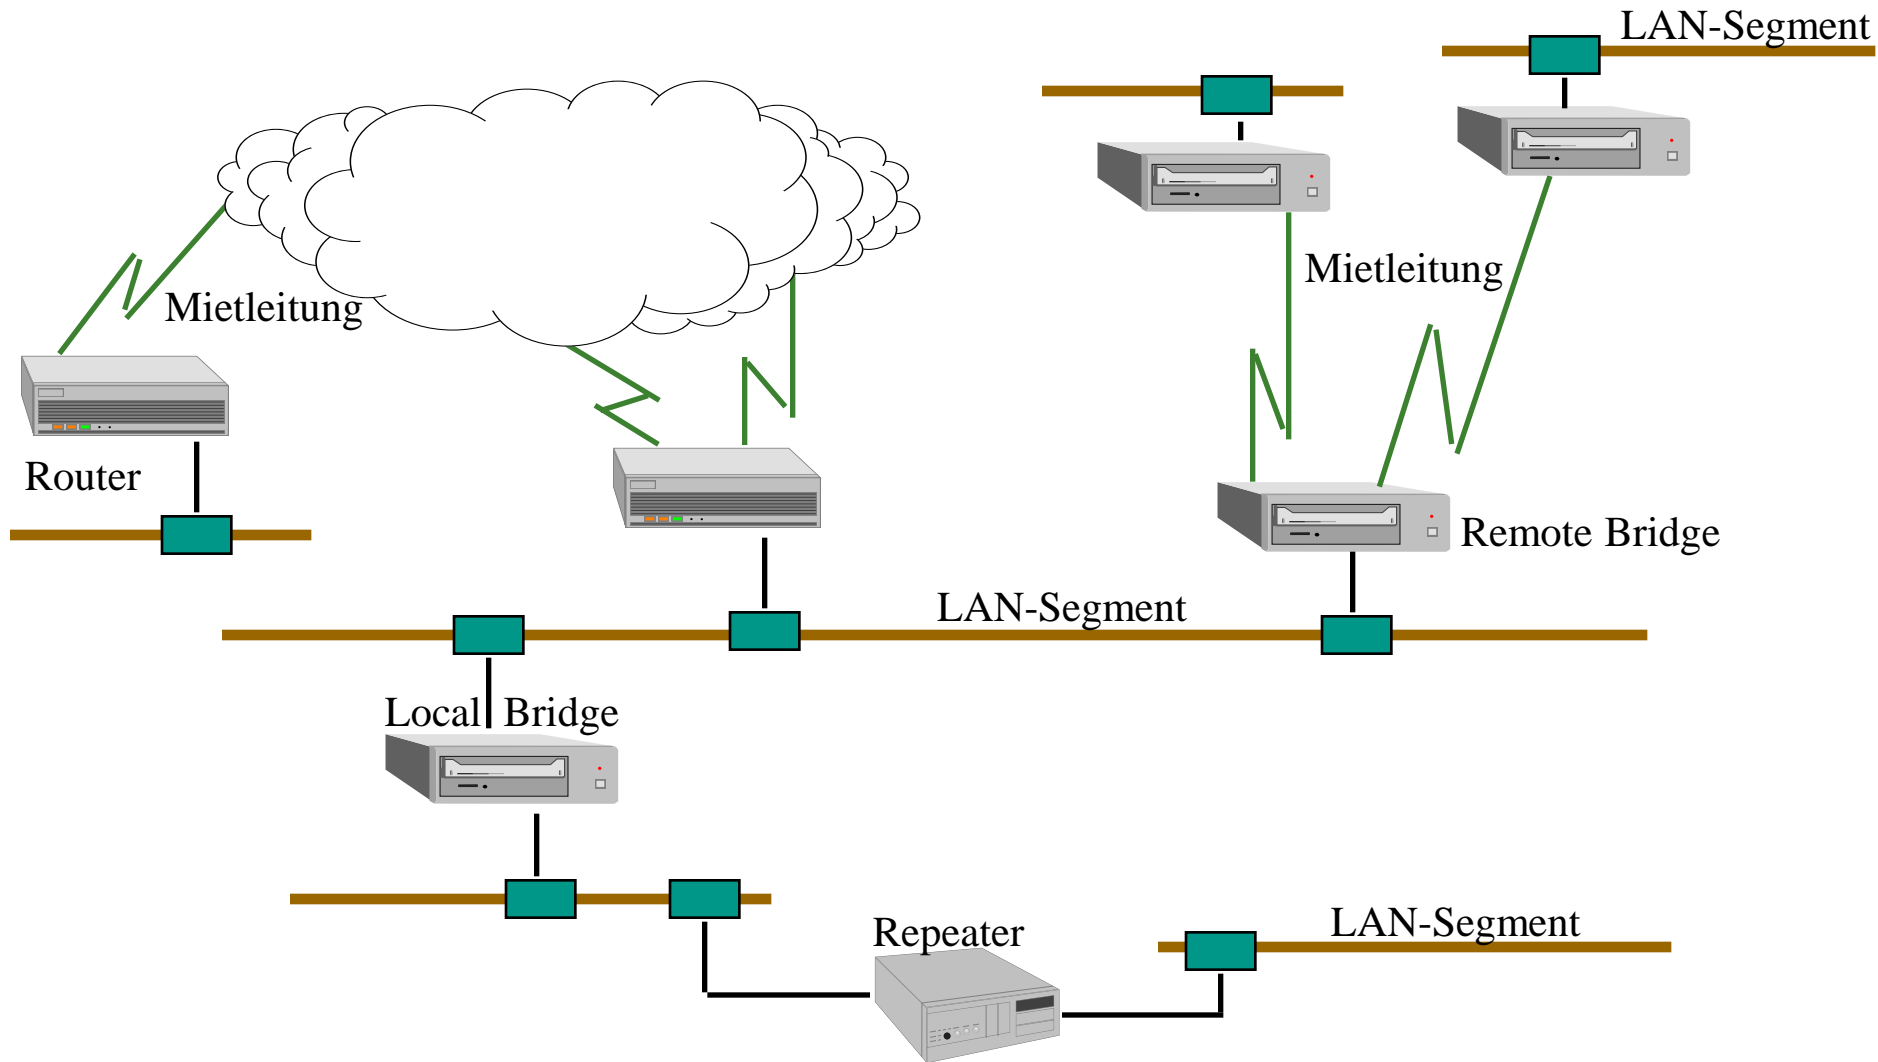 LAN-Segment
Mietleitung
Mietleitung
Router
Remote Bridge
LAN-Segment
Local Bridge
Repeater
LAN-Segment